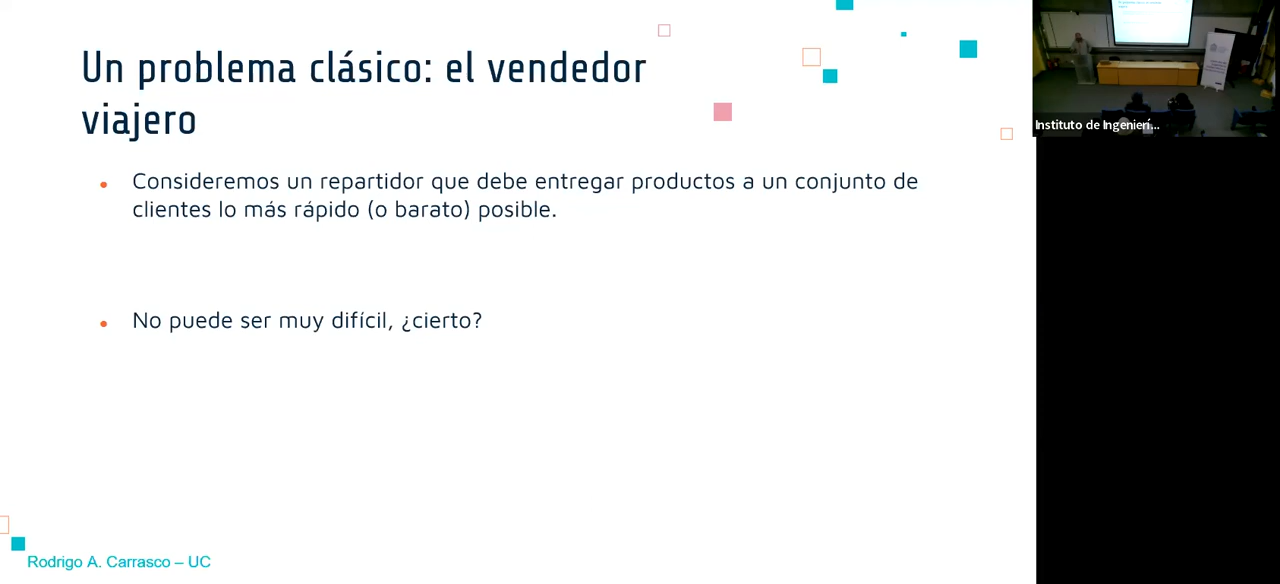 Un problema clásico: el vendedor
viajero
Consideremos un repartidor que debe entregar productos a un conjunto de
clientes lo más rápido (o barato) posible.
No puede ser muy difícil, ¿cierto?
Rodrigo A. Carrasco – UC
Instituto de Ingenierí...